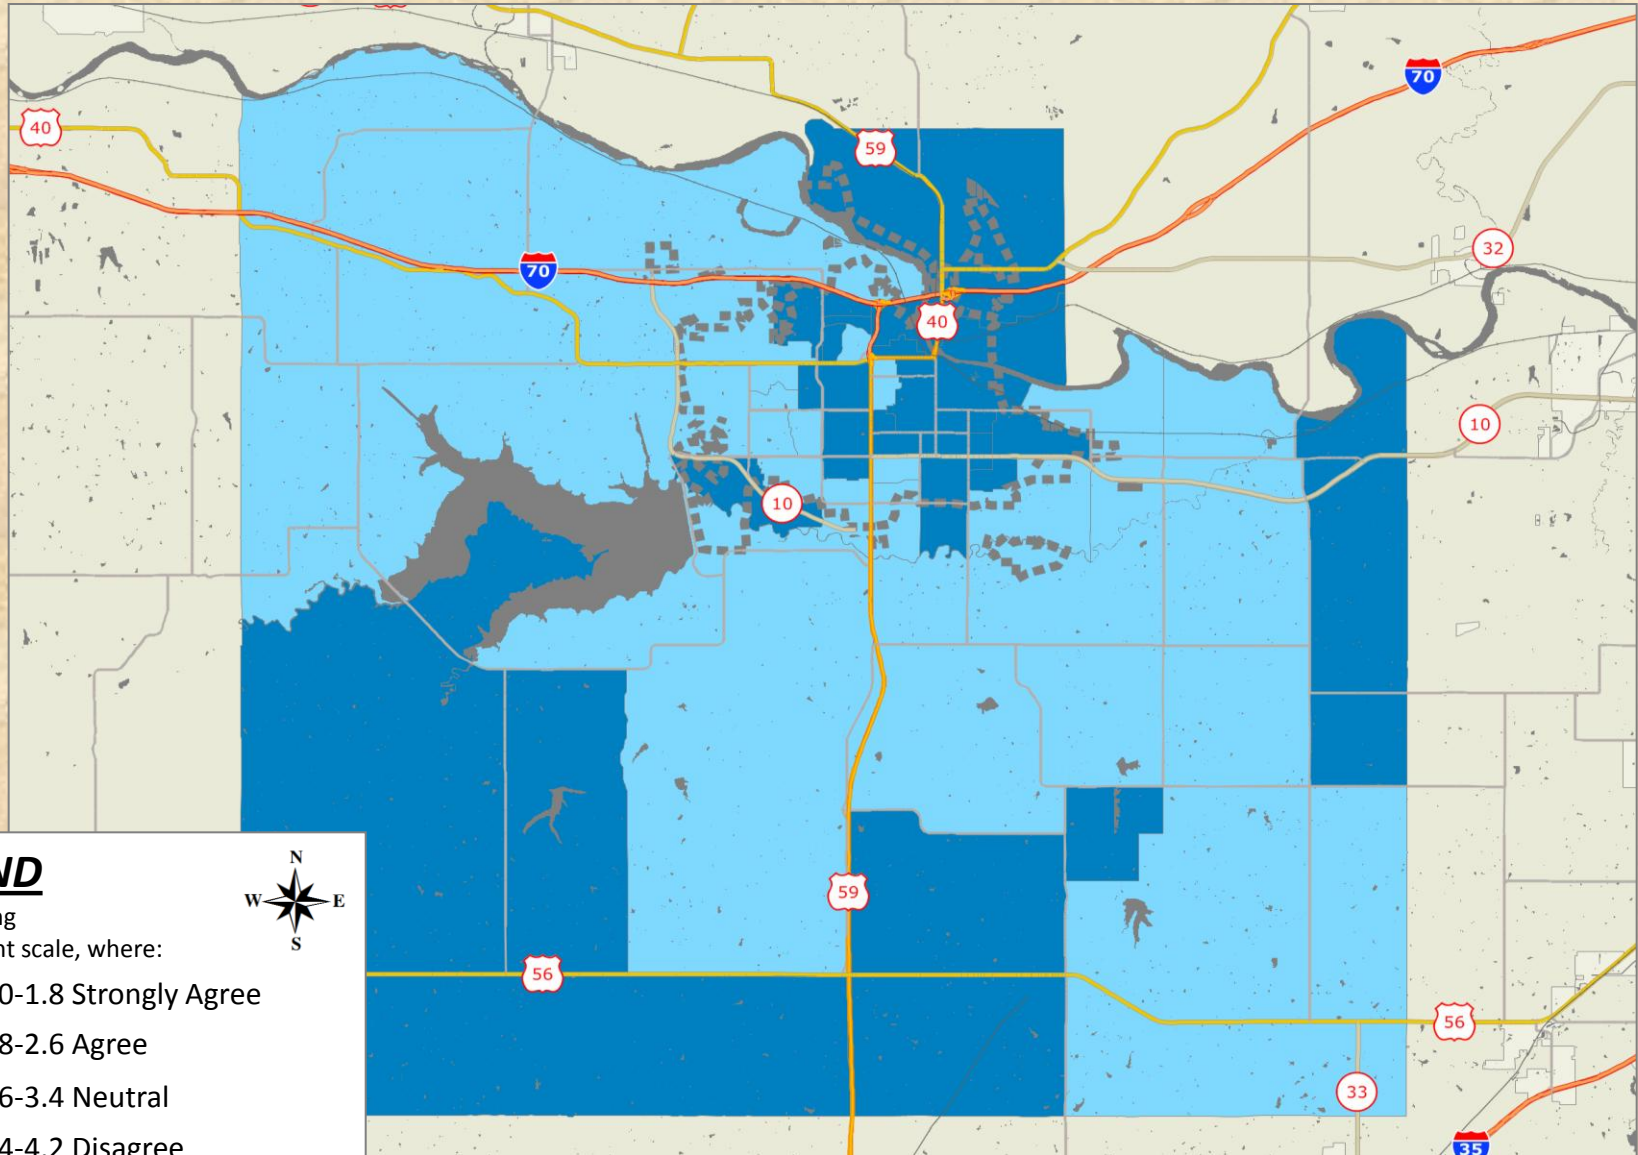 70
40
59
32
70
40
10
10
59
56
56
33
35
ND
N
W E
S
ng
nt scale, where:
0-1.8 Strongly Agree
8-2.6 Agree
6-3.4 Neutral
4-4.2 Disagree